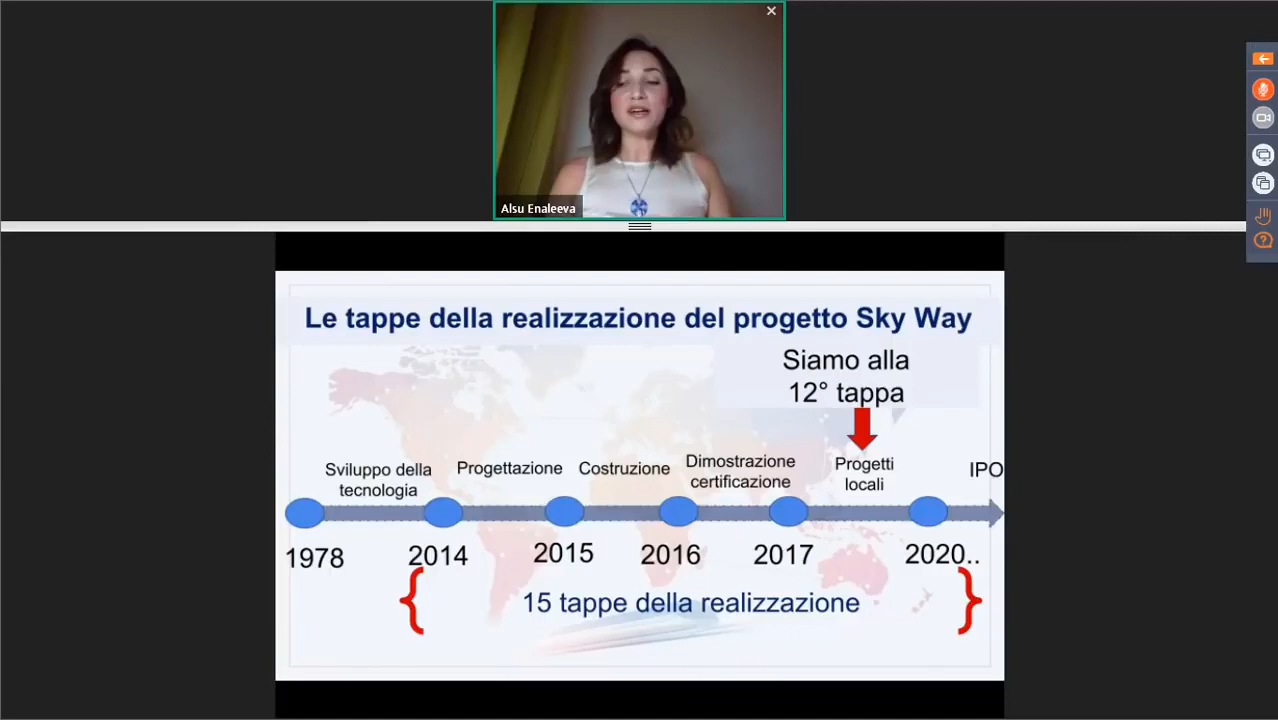 Alsu Enaleeva
Le tappe della realizzazione del progetto Sky Way
Siamo alla
12° tappa
Sviluppo della
tecnologia
Progettazione
Costruzione
Dimostrazione
certificazione
Progetti
locali
IPO
1978
2014
2015
2016
2017
2020..
15 tappe della realizzazione